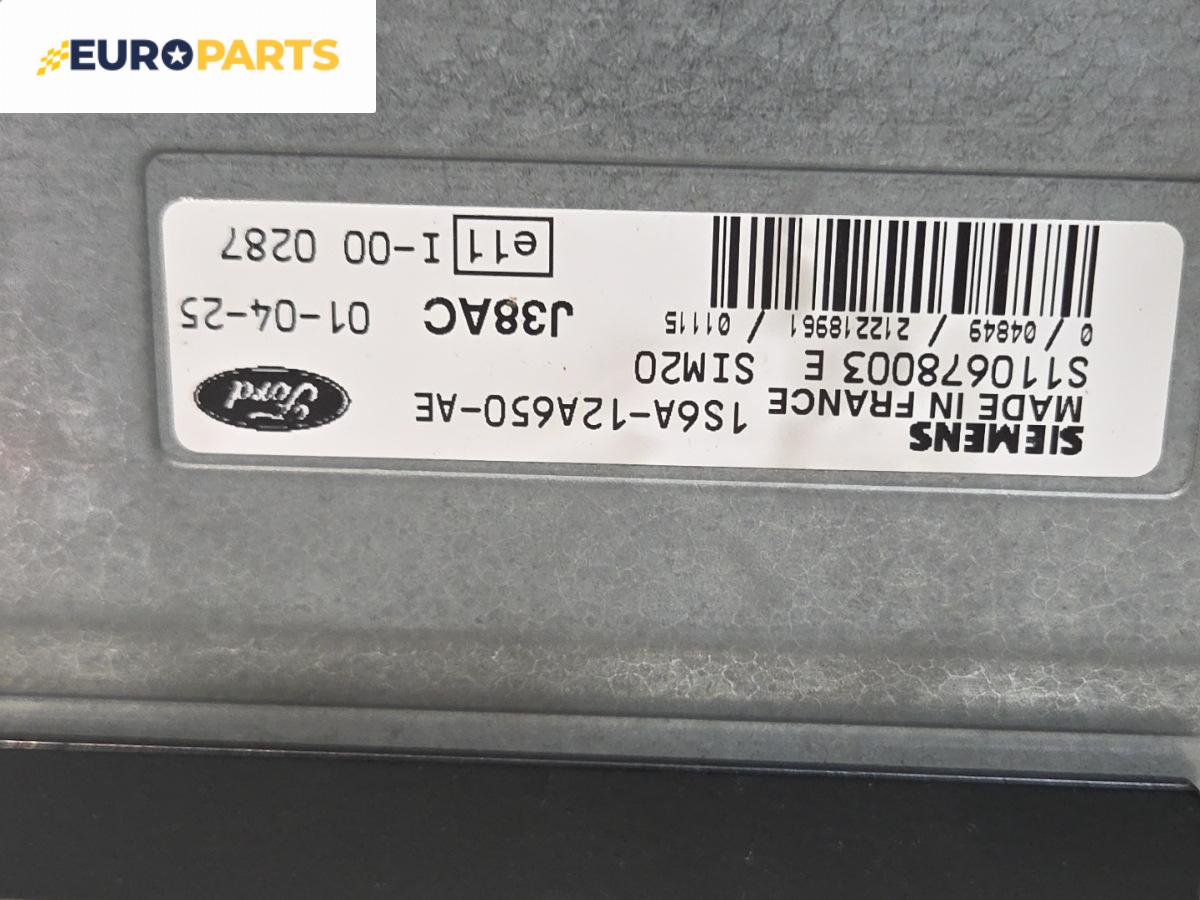 EUROPARTS
SIEMENS
MADE IN FRANCE
1S6A-12A650-AE
Ford
S110678003 E SIM20
0 / 04849 / 212218961 / 01115
J38AC 01-04-25
e11 I-00 0287